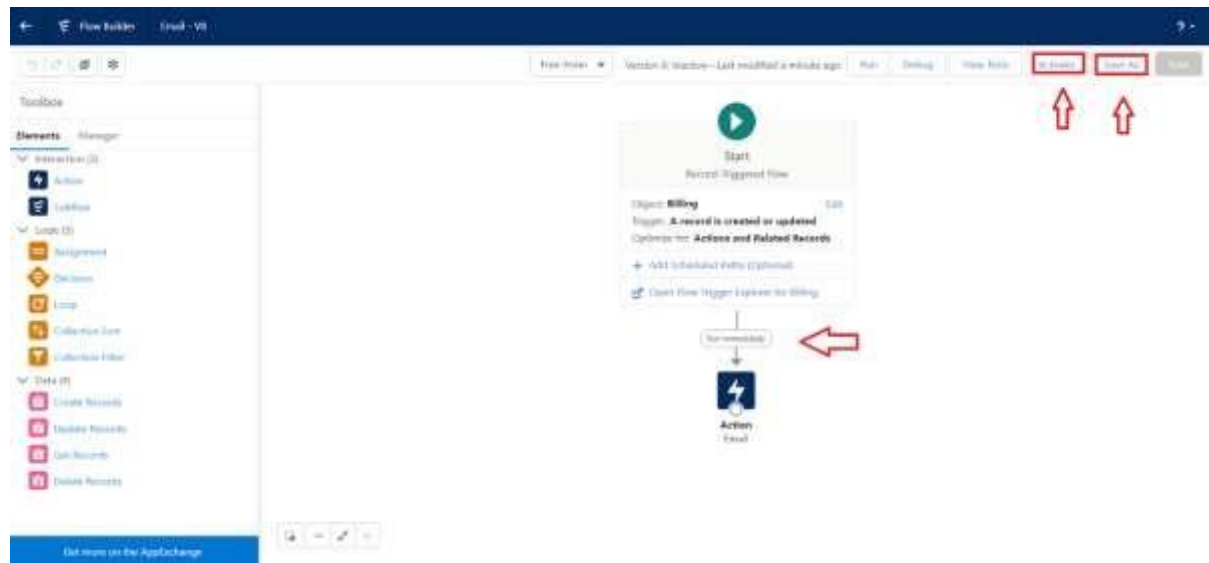 Flow Builder Email - V8
Free-Form
Version 8: Inactive—Last modified a minute ago
Run
Debug
View Tests
Activate
Save As
Save
Toolbox
Elements Manager
Interaction (2)
Action
Subflow
Logic (5)
Assignment
Decision
Loop
Collection Sort
Collection Filter
Data (4)
Create Records
Update Records
Get Records
Delete Records
Get more on the AppExchange
Start
Record-Triggered Flow
Object: Billing Edit
Trigger: A record is created or updated
Optimize for: Actions and Related Records
+ Add Scheduled Paths (Optional)
Open Flow Trigger Explorer for Billing
Run Immediately
Action
Email